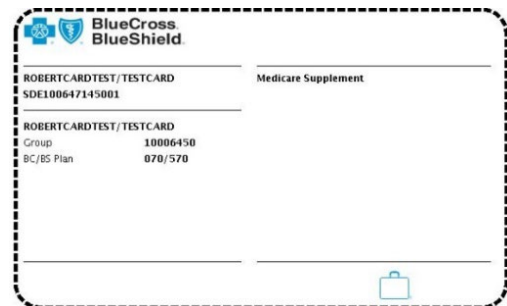 BlueCross
BlueShield
ROBERTCARDTEST/TESTCARD
SDE100647145001
Medicare Supplement
ROBERTCARDTEST/TESTCARD
Group 10006450
BC/BS Plan 070/570